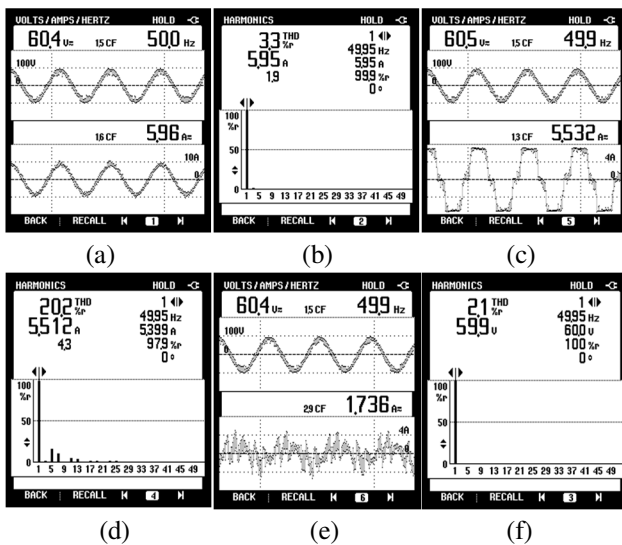 VOLTS/AMPS/HERTZ HOLD
60.4 V= 1.5 CF 50.0 Hz
100V
0
1.6 CF 5.96 A=
10A
0
BACK RECALL 1
(a)
HARMONICS HOLD
3.3 THD %r 1
5.95 A 49.95 Hz
5.95 A
1.9 99.9 %r
0 °
100
%r
50
0
1 5 9 13 17 21 25 29 33 37 41 45 49
BACK RECALL 2
(b)
VOLTS/AMPS/HERTZ HOLD
60.5 V= 1.5 CF 49.9 Hz
100V
0
1.3 CF 5.532 A=
4A
0
BACK RECALL 5
(c)
HARMONICS HOLD
20.2 THD %r 1
5.512 A 49.95 Hz
5.399 A
4.3 97.9 %r
0 °
100
%r
50
0
1 5 9 13 17 21 25 29 33 37 41 45 49
BACK RECALL 4
(d)
VOLTS/AMPS/HERTZ HOLD
60.4 V= 1.5 CF 49.9 Hz
100V
0
2.9 CF 1.736 A=
4A
0
BACK RECALL 6
(e)
HARMONICS HOLD
2.1 THD %r 1
59.9 V 49.95 Hz
60.0 V
100 %r
0 °
100
%r
50
0
1 5 9 13 17 21 25 29 33 37 41 45 49
BACK RECALL 3
(f)